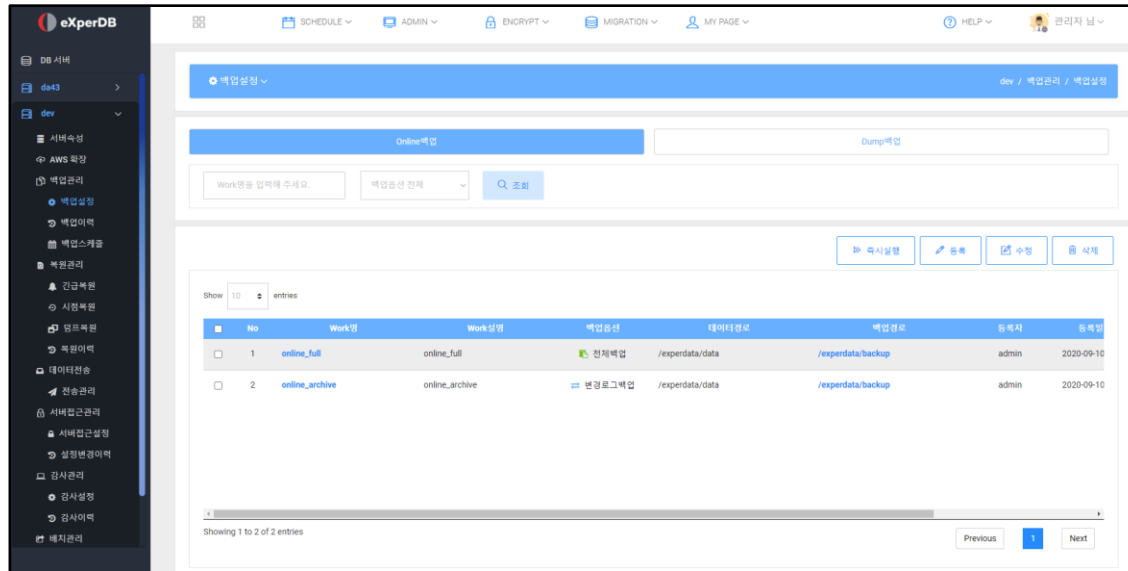 eXperDB
SCHEDULE
ADMIN
ENCRYPT
MIGRATION
MY PAGE
HELP
관리자 님
DB 서버
da43
dev
서버속성
AWS 확장
백업관리
백업설정
백업이력
백업스케줄
복원관리
긴급복원
시점복원
덤프복원
복원이력
데이터전송
전송관리
서버접근관리
서버접근설정
설정변경이력
감사관리
감사설정
감사이력
배치관리
백업설정
dev / 백업관리 / 백업설정
Online백업
Dump백업
Work명을 입력해 주세요.
백업옵션 전체
조회
즉시실행
등록
수정
삭제
Show 10 entries
No Work명 Work설명 백업옵션 데이터경로 백업경로 등록자 등록일
1 online_full online_full 전체백업 /experdata/data /experdata/backup admin 2020-09-10
2 online_archive online_archive 변경로그백업 /experdata/data /experdata/backup admin 2020-09-10
Showing 1 to 2 of 2 entries
Previous 1 Next